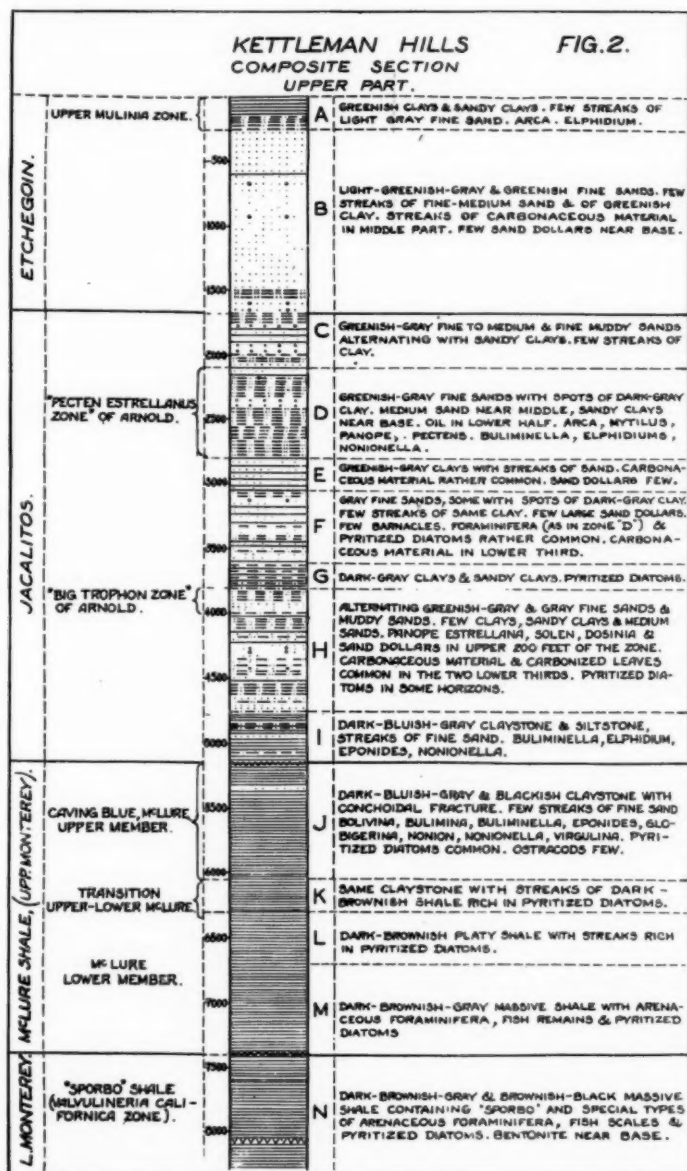 KETTLEMAN HILLS
FIG.2.
COMPOSITE SECTION
UPPER PART.
ETCHEGOIN.
UPPER MULINIA ZONE.
500
1000
1500
A
GREENISH CLAYS & SANDY CLAYS. FEW STREAKS OF
LIGHT GRAY FINE SAND. ARCA. ELPHIDIUM.
B
LIGHT-GREENISH-GRAY & GREENISH FINE SANDS. FEW
STREAKS OF FINE-MEDIUM SAND & OF GREENISH
CLAY. STREAKS OF CARBONACEOUS MATERIAL
IN MIDDLE PART. FEW SAND DOLLARS NEAR BASE.
JACALITOS.
2000
C
GREENISH-GRAY FINE TO MEDIUM & FINE MUDDY SANDS
ALTERNATING WITH SANDY CLAYS. FEW STREAKS OF
CLAY.
"PECTEN ESTRELLANUS
ZONE" OF ARNOLD.
2500
D
GREENISH-GRAY FINE SANDS WITH SPOTS OF DARK-GRAY
CLAY. MEDIUM SAND NEAR MIDDLE, SANDY CLAYS
NEAR BASE. OIL IN LOWER HALF. ARCA, MYTILUS,
PANOPE, . PECTENS. BULIMINELLA, ELPHIDIUMS,
NONIONELLA.
3000
E
GREENISH-GRAY CLAYS WITH STREAKS OF SAND. CARBONA-
CEOUS MATERIAL RATHER COMMON. SAND DOLLARS FEW.
3500
F
GRAY FINE SANDS, SOME WITH SPOTS OF DARK-GRAY CLAY.
FEW STREAKS OF SAME CLAY. FEW LARGE SAND DOLLARS.
FEW BARNACLES. FORAMINIFERA (AS IN ZONE "D") &
PYRITIZED DIATOMS RATHER COMMON. CARBONA-
CEOUS MATERIAL IN LOWER THIRD.
G
DARK-GRAY CLAYS & SANDY CLAYS. PYRITIZED DIATOMS.
"BIG TROPHON ZONE"
OF ARNOLD.
4000
4500
H
ALTERNATING GREENISH-GRAY & GRAY FINE SANDS &
MUDDY SANDS. FEW CLAYS, SANDY CLAYS & MEDIUM
SANDS. PANOPE ESTRELLANA, SOLEN, DOSINIA &
SAND DOLLARS IN UPPER 200 FEET OF THE ZONE.
CARBONACEOUS MATERIAL & CARBONIZED LEAVES
COMMON IN THE TWO LOWER THIRDS. PYRITIZED DIA-
TOMS IN SOME HORIZONS.
5000
I
DARK-BLUISH-GRAY CLAYSTONE & SILTSTONE,
STREAKS OF FINE SAND. BULIMINELLA, ELPHIDIUM,
EPONIDES, NONIONELLA.
McLURE SHALE, (UPP. MONTEREY).
CAVING BLUE, McLURE
UPPER MEMBER.
5500
6000
J
DARK-BLUISH-GRAY & BLACKISH CLAYSTONE WITH
CONCHOIDAL FRACTURE. FEW STREAKS OF FINE SAND
BOLIVINA, BULIMINA, BULIMINELLA, EPONIDES, GLO-
BIGERINA, NONION, NONIONELLA, VIRGULINA. PYRI-
TIZED DIATOMS COMMON. OSTRACODS FEW.
TRANSITION
UPPER-LOWER McLURE
K
SAME CLAYSTONE WITH STREAKS OF DARK-
BROWNISH SHALE RICH IN PYRITIZED DIATOMS.
6500
L
DARK-BROWNISH PLATY SHALE WITH STREAKS RICH
IN PYRITIZED DIATOMS.
McLURE
LOWER MEMBER.
7000
M
DARK-BROWNISH-GRAY MASSIVE SHALE WITH ARENA-
CEOUS FORAMINIFERA, FISH REMAINS & PYRITIZED
DIATOMS
L. MONTEREY.
"SPORBO" SHALE
(VALVULINERIA CALI-
FORNICA ZONE).
7500
8000
N
DARK-BROWNISH-GRAY & BROWNISH-BLACK MASSIVE
SHALE CONTAINING "SPORBO" AND SPECIAL TYPES
OF ARENACEOUS FORAMINIFERA, FISH SCALES &
PYRITIZED DIATOMS. BENTONITE NEAR BASE.